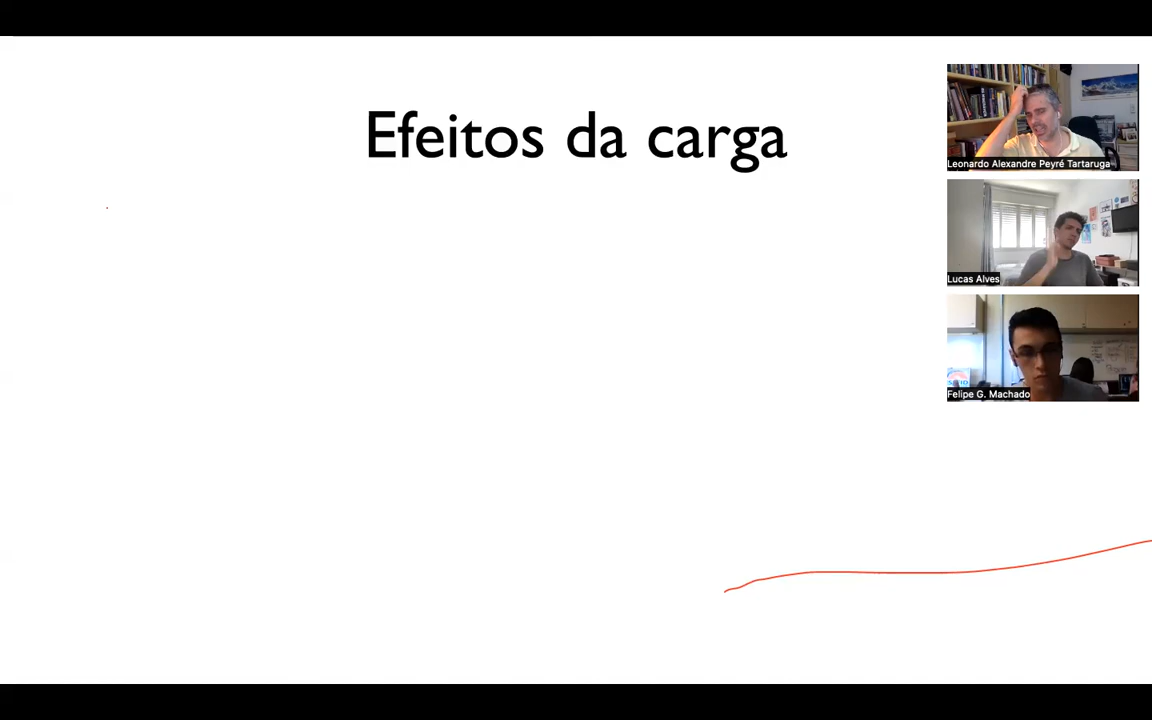 Efeitos da carga
Leonardo Alexandre Peyré Tartaruga
Lucas Alves
Felipe G. Machado